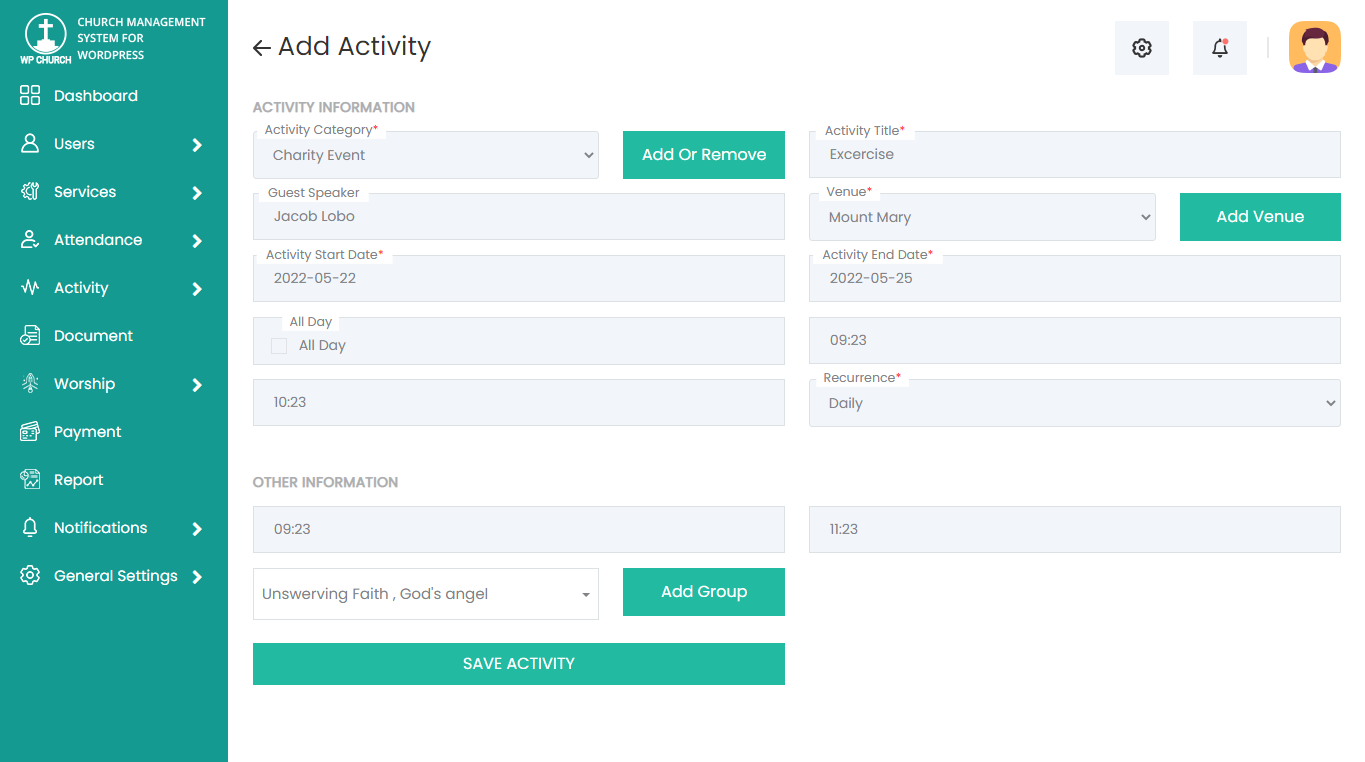 CHURCH MANAGEMENT
SYSTEM FOR
WORDPRESS
WP CHURCH
Dashboard
Users
Services
Attendance
Activity
Document
Worship
Payment
Report
Notifications
General Settings
Add Activity
ACTIVITY INFORMATION
Activity Category*
Charity Event
Add Or Remove
Activity Title*
Excercise
Guest Speaker
Jacob Lobo
Venue*
Mount Mary
Add Venue
Activity Start Date*
2022-05-22
Activity End Date*
2022-05-25
All Day
All Day
09:23
10:23
Recurrence*
Daily
OTHER INFORMATION
09:23
11:23
Unswerving Faith , God's angel
Add Group
SAVE ACTIVITY